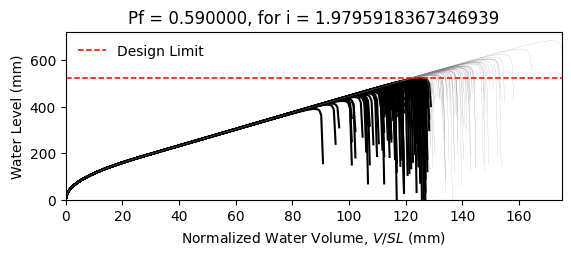 Pf = 0.590000, for i = 1.9795918367346939
Design Limit
Water Level (mm)
600
400
200
0
0 20 40 60 80 100 120 140 160
Normalized Water Volume, V/SL (mm)